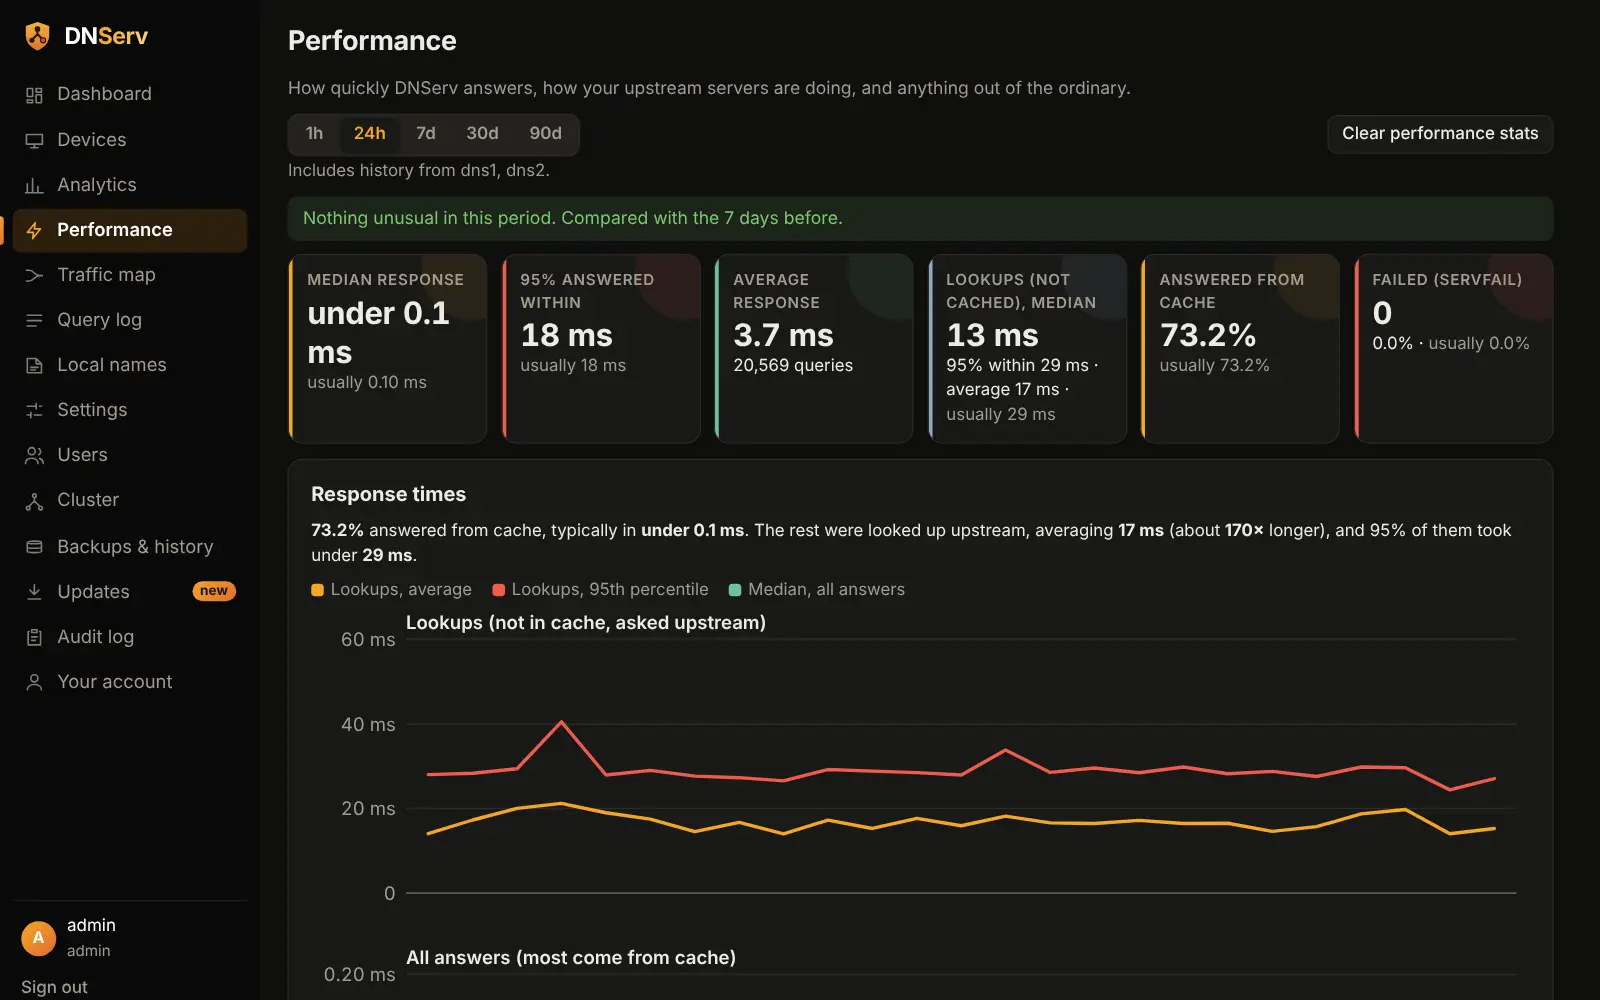 DNServ
Dashboard
Devices
Analytics
Performance
Traffic map
Query log
Local names
Settings
Users
Cluster
Backups & history
Updates new
Audit log
Your account
A admin
admin
Sign out
Performance
How quickly DNServ answers, how your upstream servers are doing, and anything out of the ordinary.
1h 24h 7d 30d 90d
Clear performance stats
Includes history from dns1, dns2.
Nothing unusual in this period. Compared with the 7 days before.
MEDIAN RESPONSE
under 0.1
ms
usually 0.10 ms
95% ANSWERED
WITHIN
18 ms
usually 18 ms
AVERAGE
RESPONSE
3.7 ms
20,569 queries
LOOKUPS (NOT
CACHED), MEDIAN
13 ms
95% within 29 ms ·
average 17 ms ·
usually 29 ms
ANSWERED FROM
CACHE
73.2%
usually 73.2%
FAILED (SERVFAIL)
0
0.0% · usually 0.0%
Response times
73.2% answered from cache, typically in under 0.1 ms. The rest were looked up upstream, averaging 17 ms (about 170× longer), and 95% of them took
under 29 ms.
Lookups, average Lookups, 95th percentile Median, all answers
Lookups (not in cache, asked upstream)
60 ms
40 ms
20 ms
0
All answers (most come from cache)
0.20 ms